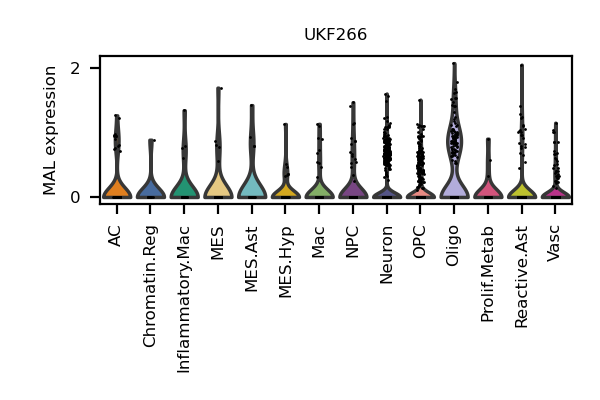 UKF266
MAL expression
2
0
AC
Chromatin.Reg
Inflammatory.Mac
MES
MES.Ast
MES.Hyp
Mac
NPC
Neuron
OPC
Oligo
Prolif.Metab
Reactive.Ast
Vasc